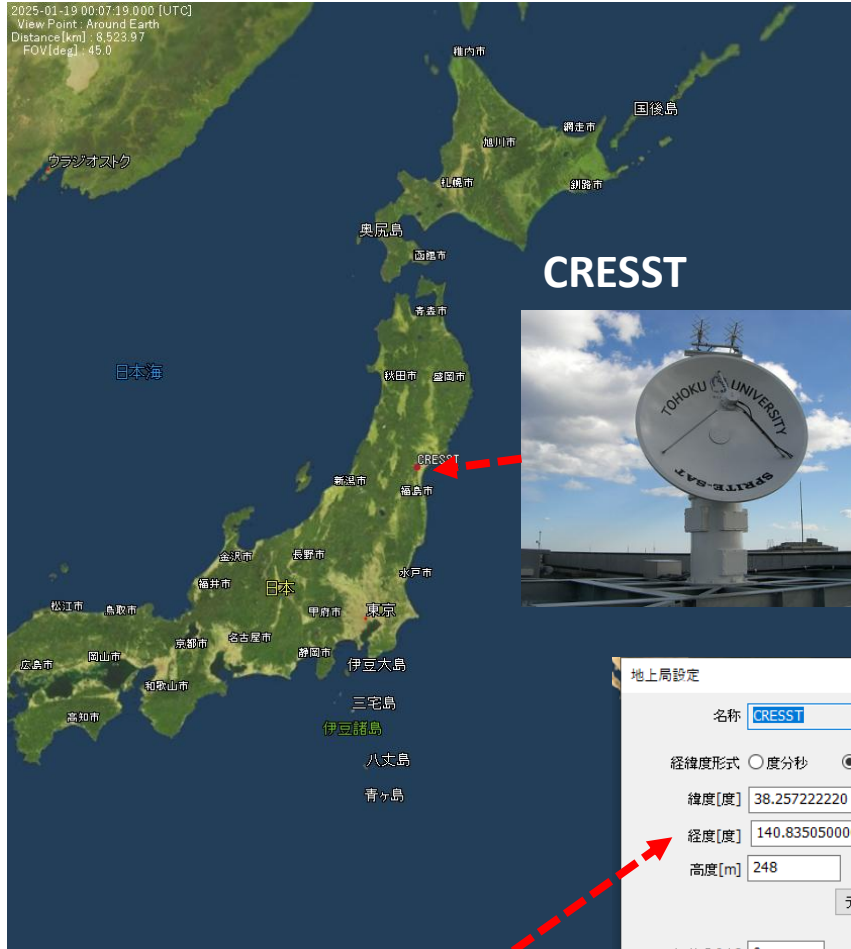 2025-01-19 00:07:19.000 [UTC]
View Point : Around Earth
Distance[km] : 8,523.97
FOV[deg] : 45.0
稚内市
国後島
網走市
旭川市
ウラジオストク
札幌市
釧路市
奥尻島
函館市
CRESST
青森市
日本海
秋田市
盛岡市
TOHOKU UNIVERSITY
SPRITE-SAT
CRESST
新潟市
福島市
金沢市
長野市
水戸市
福井市
日本
松江市
鳥取市
甲府市
東京
京都市
名古屋市
静岡市
広島市
岡山市
伊豆大島
和歌山市
地上局設定
三宅島
高知市
名称 CRESST
伊豆諸島
八丈島
経緯度形式 度分秒
青ヶ島
緯度[度] 38.257222220
経度[度] 140.83505000
高度[m] 248